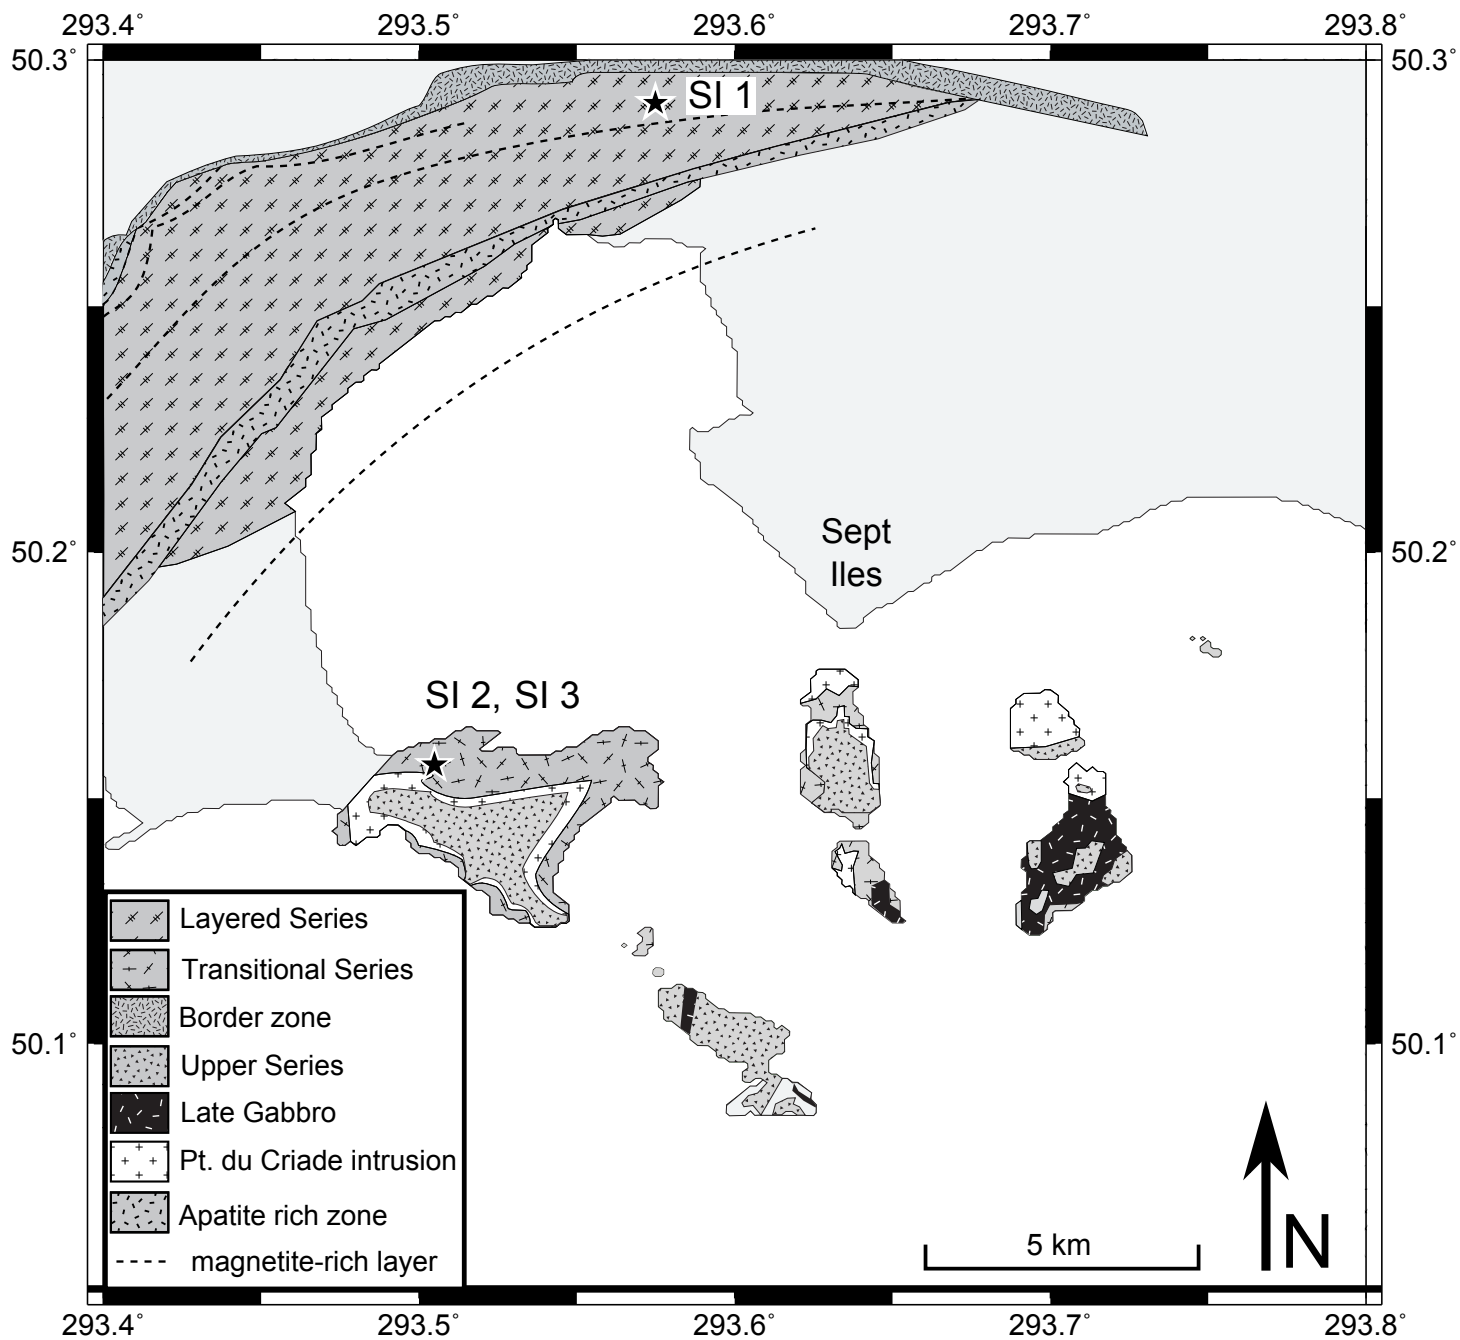 293.4° 293.5° 293.6° 293.7° 293.8°
50.3° 50.3°
SI 1
50.2° 50.2°
Sept
Iles
SI 2, SI 3
50.1° 50.1°
Layered Series
Transitional Series
Border zone
Upper Series
Late Gabbro
Pt. du Criade intrusion
Apatite rich zone
magnetite-rich layer
5 km
N
293.4° 293.5° 293.6° 293.7° 293.8°